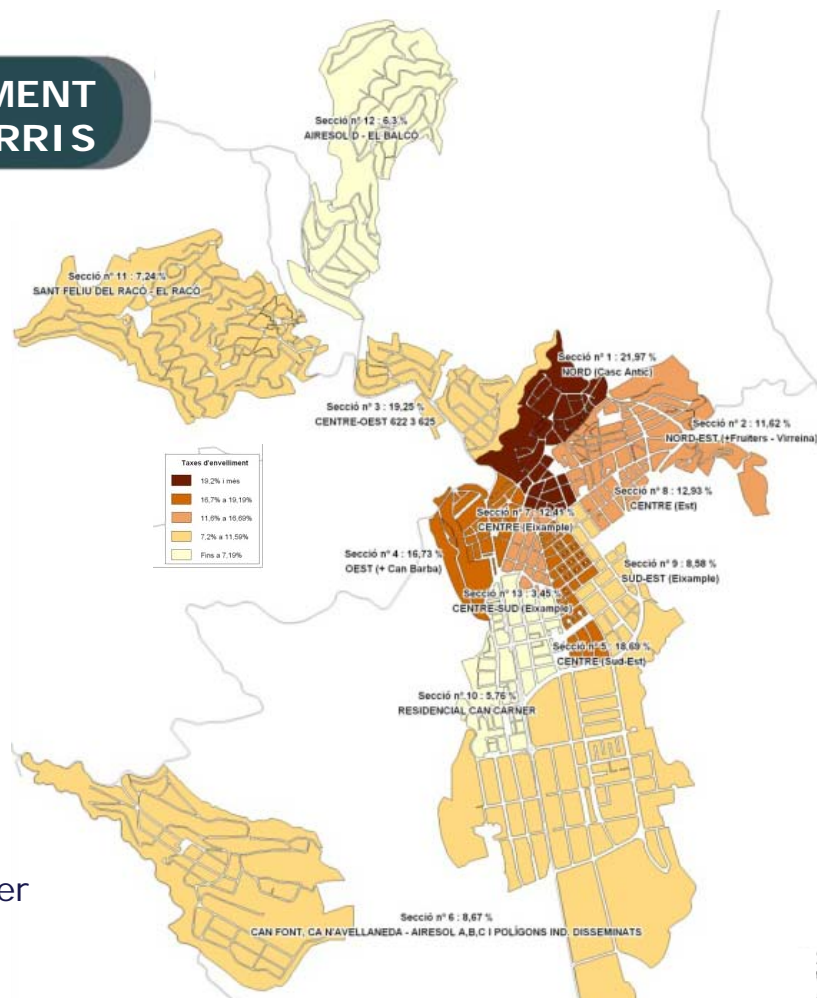 MENT
RRIS
Secció nº 12 : 6.3 %
AIRESOL D - EL BALCÓ
Secció nº 11 : 7,24 %
SANT FELIU DEL RACÓ - EL RACÓ
Secció nº 1 : 21,97 %
NORD (Casc Antic)
Secció nº 3 : 19,25 %
CENTRE-OEST 622 3 625
Secció nº 2 : 11,62 %
NORD-EST (+Fruiters - Virreina)
Taxes d'envelliment
19,2% i més
16,7% a 19,19%
11,6% a 16,69%
7,2% a 11,59%
Fins a 7,19%
Secció nº 8 : 12,93 %
CENTRE (Est)
Secció nº 7 : 12,41 %
CENTRE (Eixample)
Secció nº 4 : 16,73 %
OEST (+ Can Barba)
Secció nº 9 : 8,58 %
SUD-EST (Eixample)
Secció nº 13 : 3,45 %
CENTRE-SUD (Eixample)
Secció nº 5 : 18,69 %
CENTRE (Sud-Est)
Secció nº 10 : 5,76 %
RESIDENCIAL CAN CARNER
er
Secció nº 6 : 8,67 %
CAN FONT, CA N'AVELLANEDA - AIRESOL A,B,C I POLÍGONS IND. DISSEMINATS